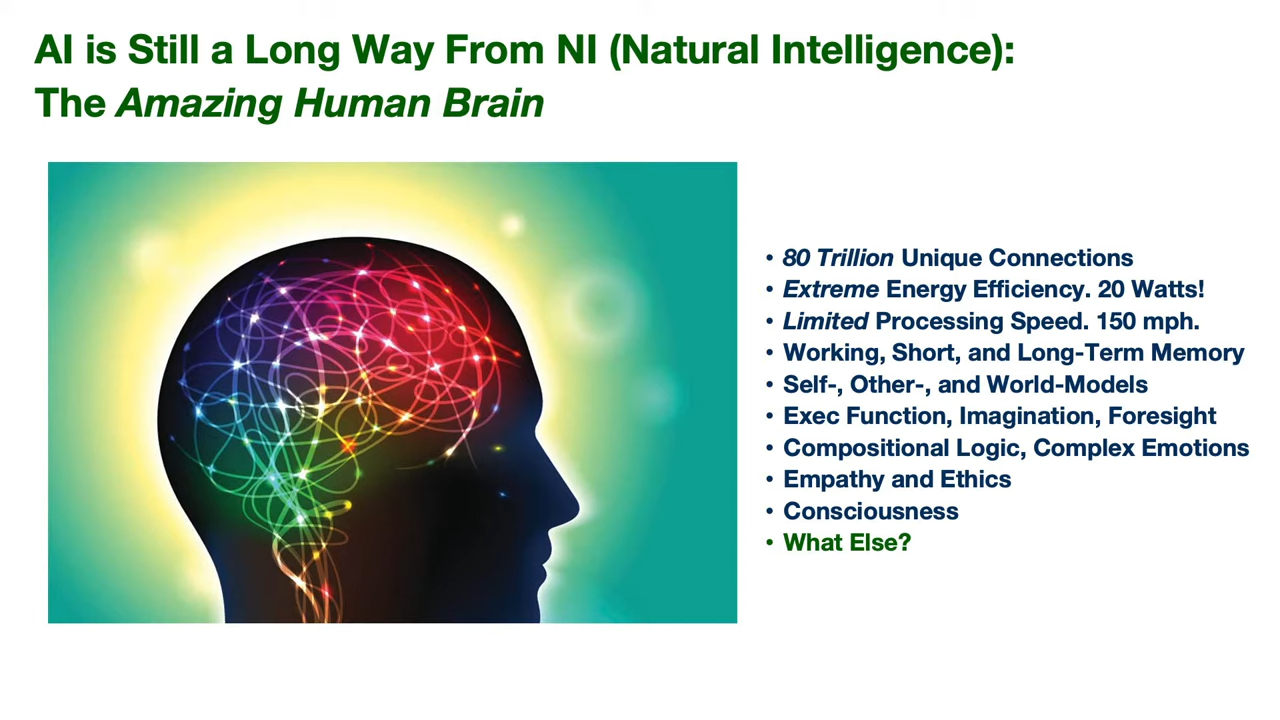 AI is Still a Long Way From NI (Natural Intelligence):
The Amazing Human Brain
• 80 Trillion Unique Connections
• Extreme Energy Efficiency. 20 Watts!
• Limited Processing Speed. 150 mph.
• Working, Short, and Long-Term Memory
• Self-, Other-, and World-Models
• Exec Function, Imagination, Foresight
• Compositional Logic, Complex Emotions
• Empathy and Ethics
• Consciousness
• What Else?